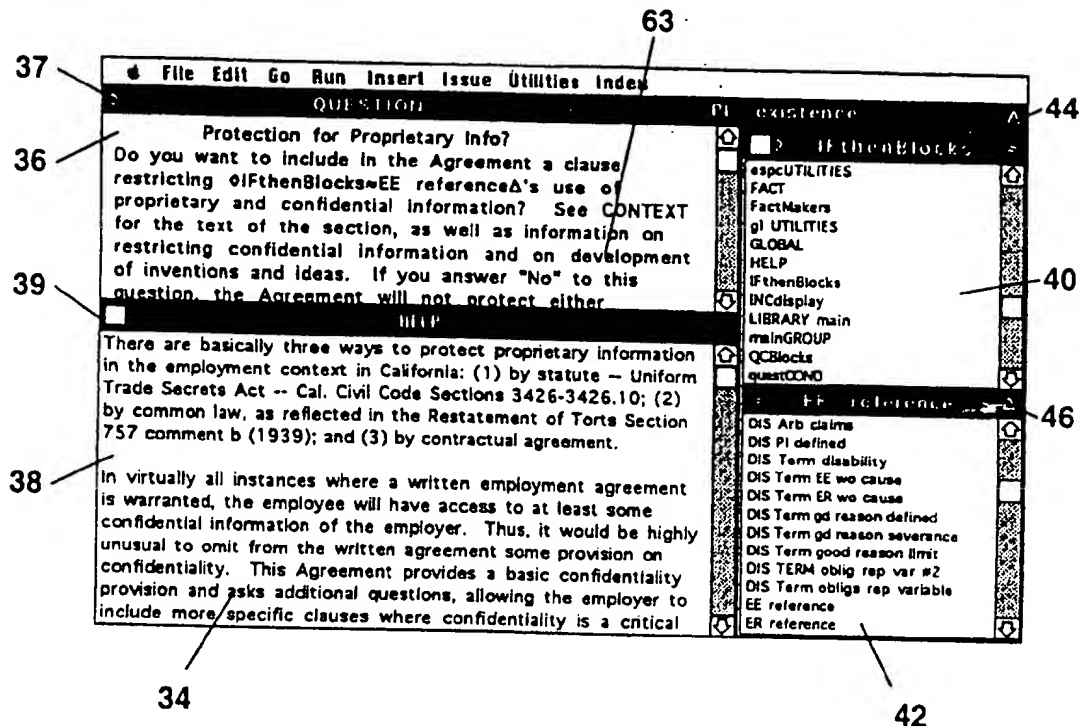 63
37
File Edit Go Run Insert Issue Utilities Index
QUESTION
PI existence
44
36
Protection for Proprietary Info?
Do you want to include in the Agreement a clause
restricting ◊IFthenBlocks≈EE referenceΔ's use of
proprietary and confidential information? See CONTEXT
for the text of the section, as well as information on
restricting confidential information and on development
of inventions and ideas. If you answer "No" to this
question, the Agreement will not protect either
IFthenBlocks
espcUTILITIES
FACT
FactMakers
gl UTILITIES
GLOBAL
HELP
IFthenBlocks
INCdisplay
LIBRARY main
mainGROUP
QCBlocks
questCOND
40
39
HELP
There are basically three ways to protect proprietary information
in the employment context in California: (1) by statute -- Uniform
Trade Secrets Act -- Cal. Civil Code Sections 3426-3426.10; (2)
by common law, as reflected in the Restatement of Torts Section
757 comment b (1939); and (3) by contractual agreement.
38
In virtually all instances where a written employment agreement
is warranted, the employee will have access to at least some
confidential information of the employer. Thus, it would be highly
unusual to omit from the written agreement some provision on
confidentiality. This Agreement provides a basic confidentiality
provision and asks additional questions, allowing the employer to
include more specific clauses where confidentiality is a critical
EE reference
46
DIS Arb claims
DIS PI defined
DIS Term disability
DIS Term EE wo cause
DIS Term ER wo cause
DIS Term gd reason defined
DIS Term gd reason severance
DIS Term good reason limit
DIS TERM oblig rep var #2
DIS Term obligs rep variable
EE reference
ER reference
34
42